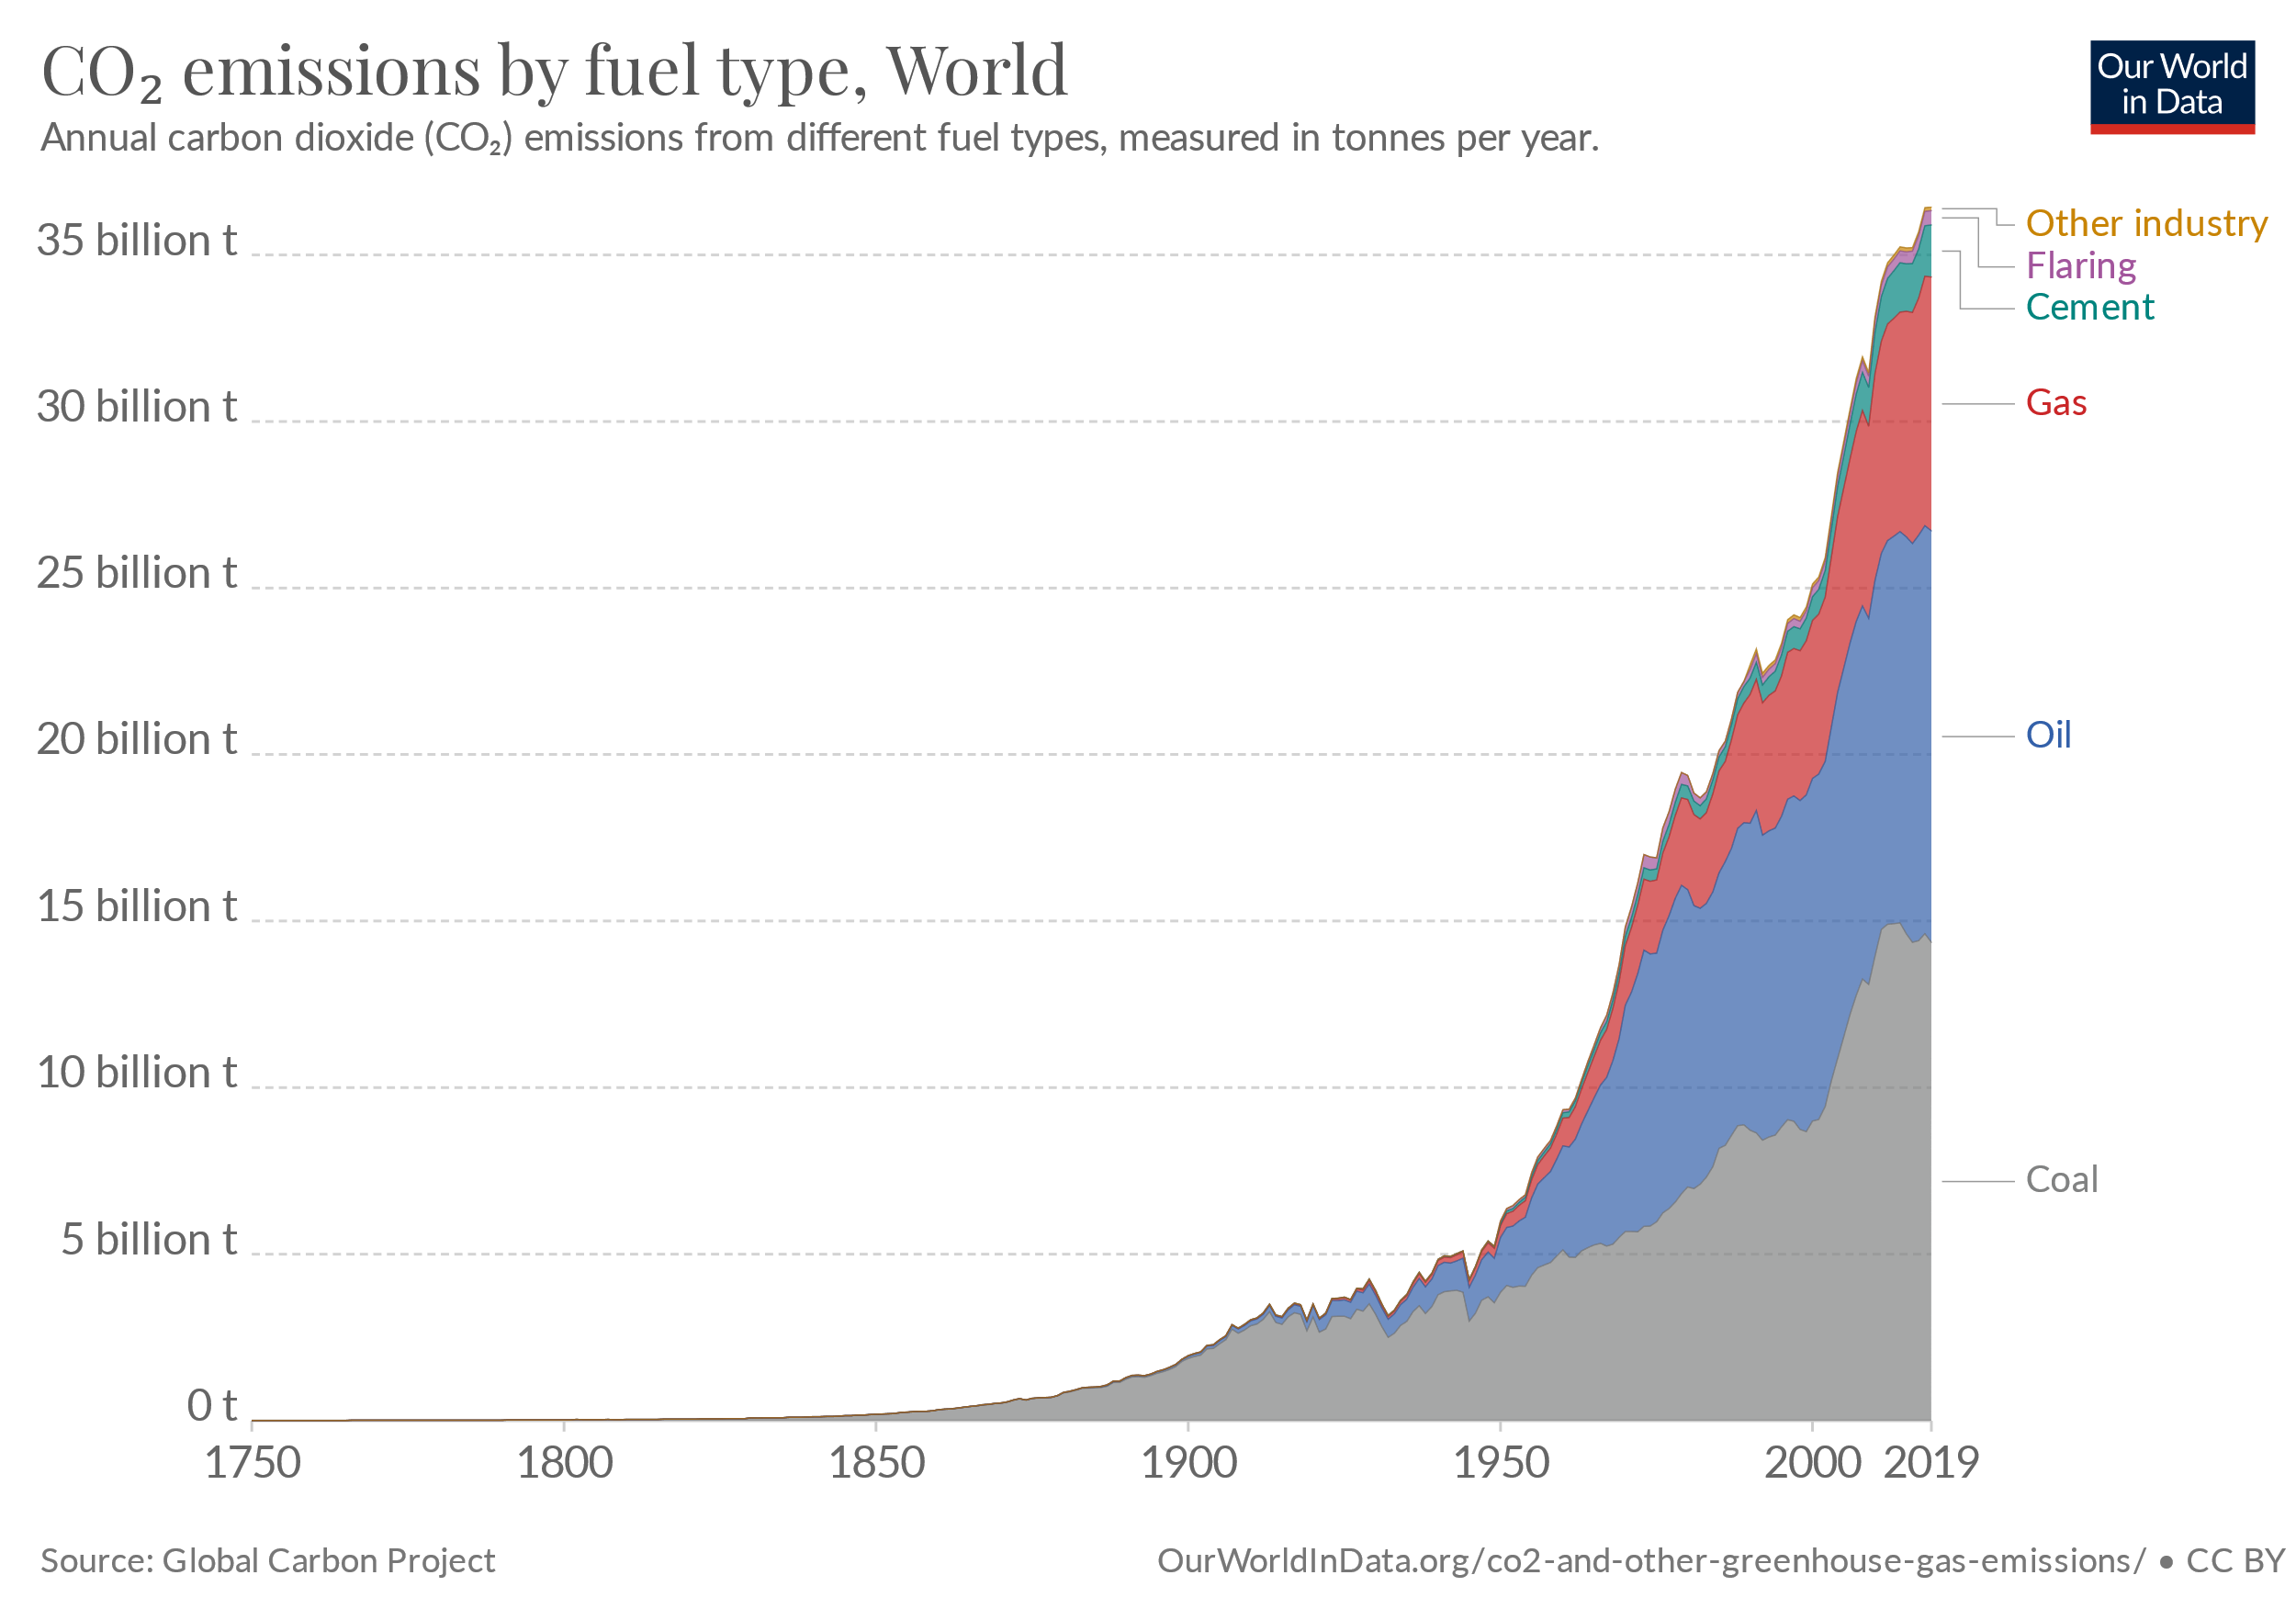 CO₂ emissions by fuel type, World
Annual carbon dioxide (CO₂) emissions from different fuel types, measured in tonnes per year.
Our World
in Data
35 billion t
30 billion t
25 billion t
20 billion t
15 billion t
10 billion t
5 billion t
0 t
Other industry
Flaring
Cement
Gas
Oil
Coal
1750 1800 1850 1900 1950 2000 2019
Source: Global Carbon Project
OurWorldInData.org/co2-and-other-greenhouse-gas-emissions/ • CC BY